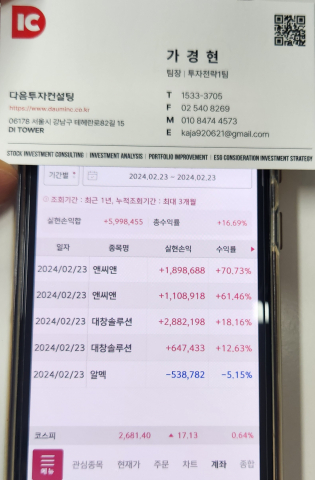 IC
가 경 현
팀장 | 투자전략1팀
다음투자컨설팅
https://www.dauminc.co.kr
06178 서울시 강남구 테헤란로82길 15
DI TOWER
T 1533-3705
F 02 540 8269
M 010 8474 4573
E kaja920621@gmail.com
STOCK INVESTMENT CONSULTING | INVESTMENT ANALYSIS | PORTFOLIO IMPROVEMENT | ESG CONSIDERATION INVESTMENT STRATEGY
기간별 2024,02,23 ~ 2024,02,23
조회기간 : 최근 1년, 누적조회기간 : 최대 3개월
실현손익합 +5,998,455 총수익률 +16,69%
일자 종목명 실현손익 수익률
2024/02/23 앤씨앤 +1,898,688 +70,73%
2024/02/23 앤씨앤 +1,108,918 +61,46%
2024/02/23 대창솔루션 +2,882,198 +18,16%
2024/02/23 대창솔루션 +647,433 +12,63%
2024/02/23 알멕 -538,782 -5,15%
코스피 2,681.40 ▲ 17.13 0.64%
메뉴 관심종목 현재가 주문 차트 계좌 종합